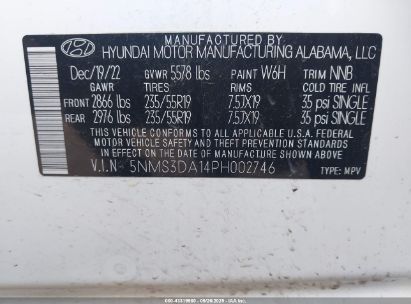 MANUFACTURED BY
HYUNDAI MOTOR MANUFACTURING ALABAMA, LLC
Dec/19/22 GVWR 5578 lbs PAINT W6H TRIM NNB
GAWR TIRES RIMS COLD TIRE INFL
FRONT 2866 lbs 235/55R19 7.5JX19 35 psi SINGLE
REAR 2976 lbs 235/55R19 7.5JX19 35 psi SINGLE
THIS VEHICLE CONFORMS TO ALL APPLICABLE U.S.A. FEDERAL
MOTOR VEHICLE SAFETY AND THEFT PREVENTION STANDARDS
IN EFFECT ON THE DATE OF MANUFACTURE SHOWN ABOVE.
V.I.N 5NMS3DA14PH002746
TYPE: MPV